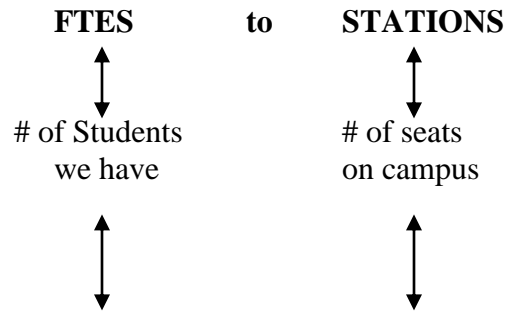 FTES to STATIONS
# of Students # of seats
we have on campus